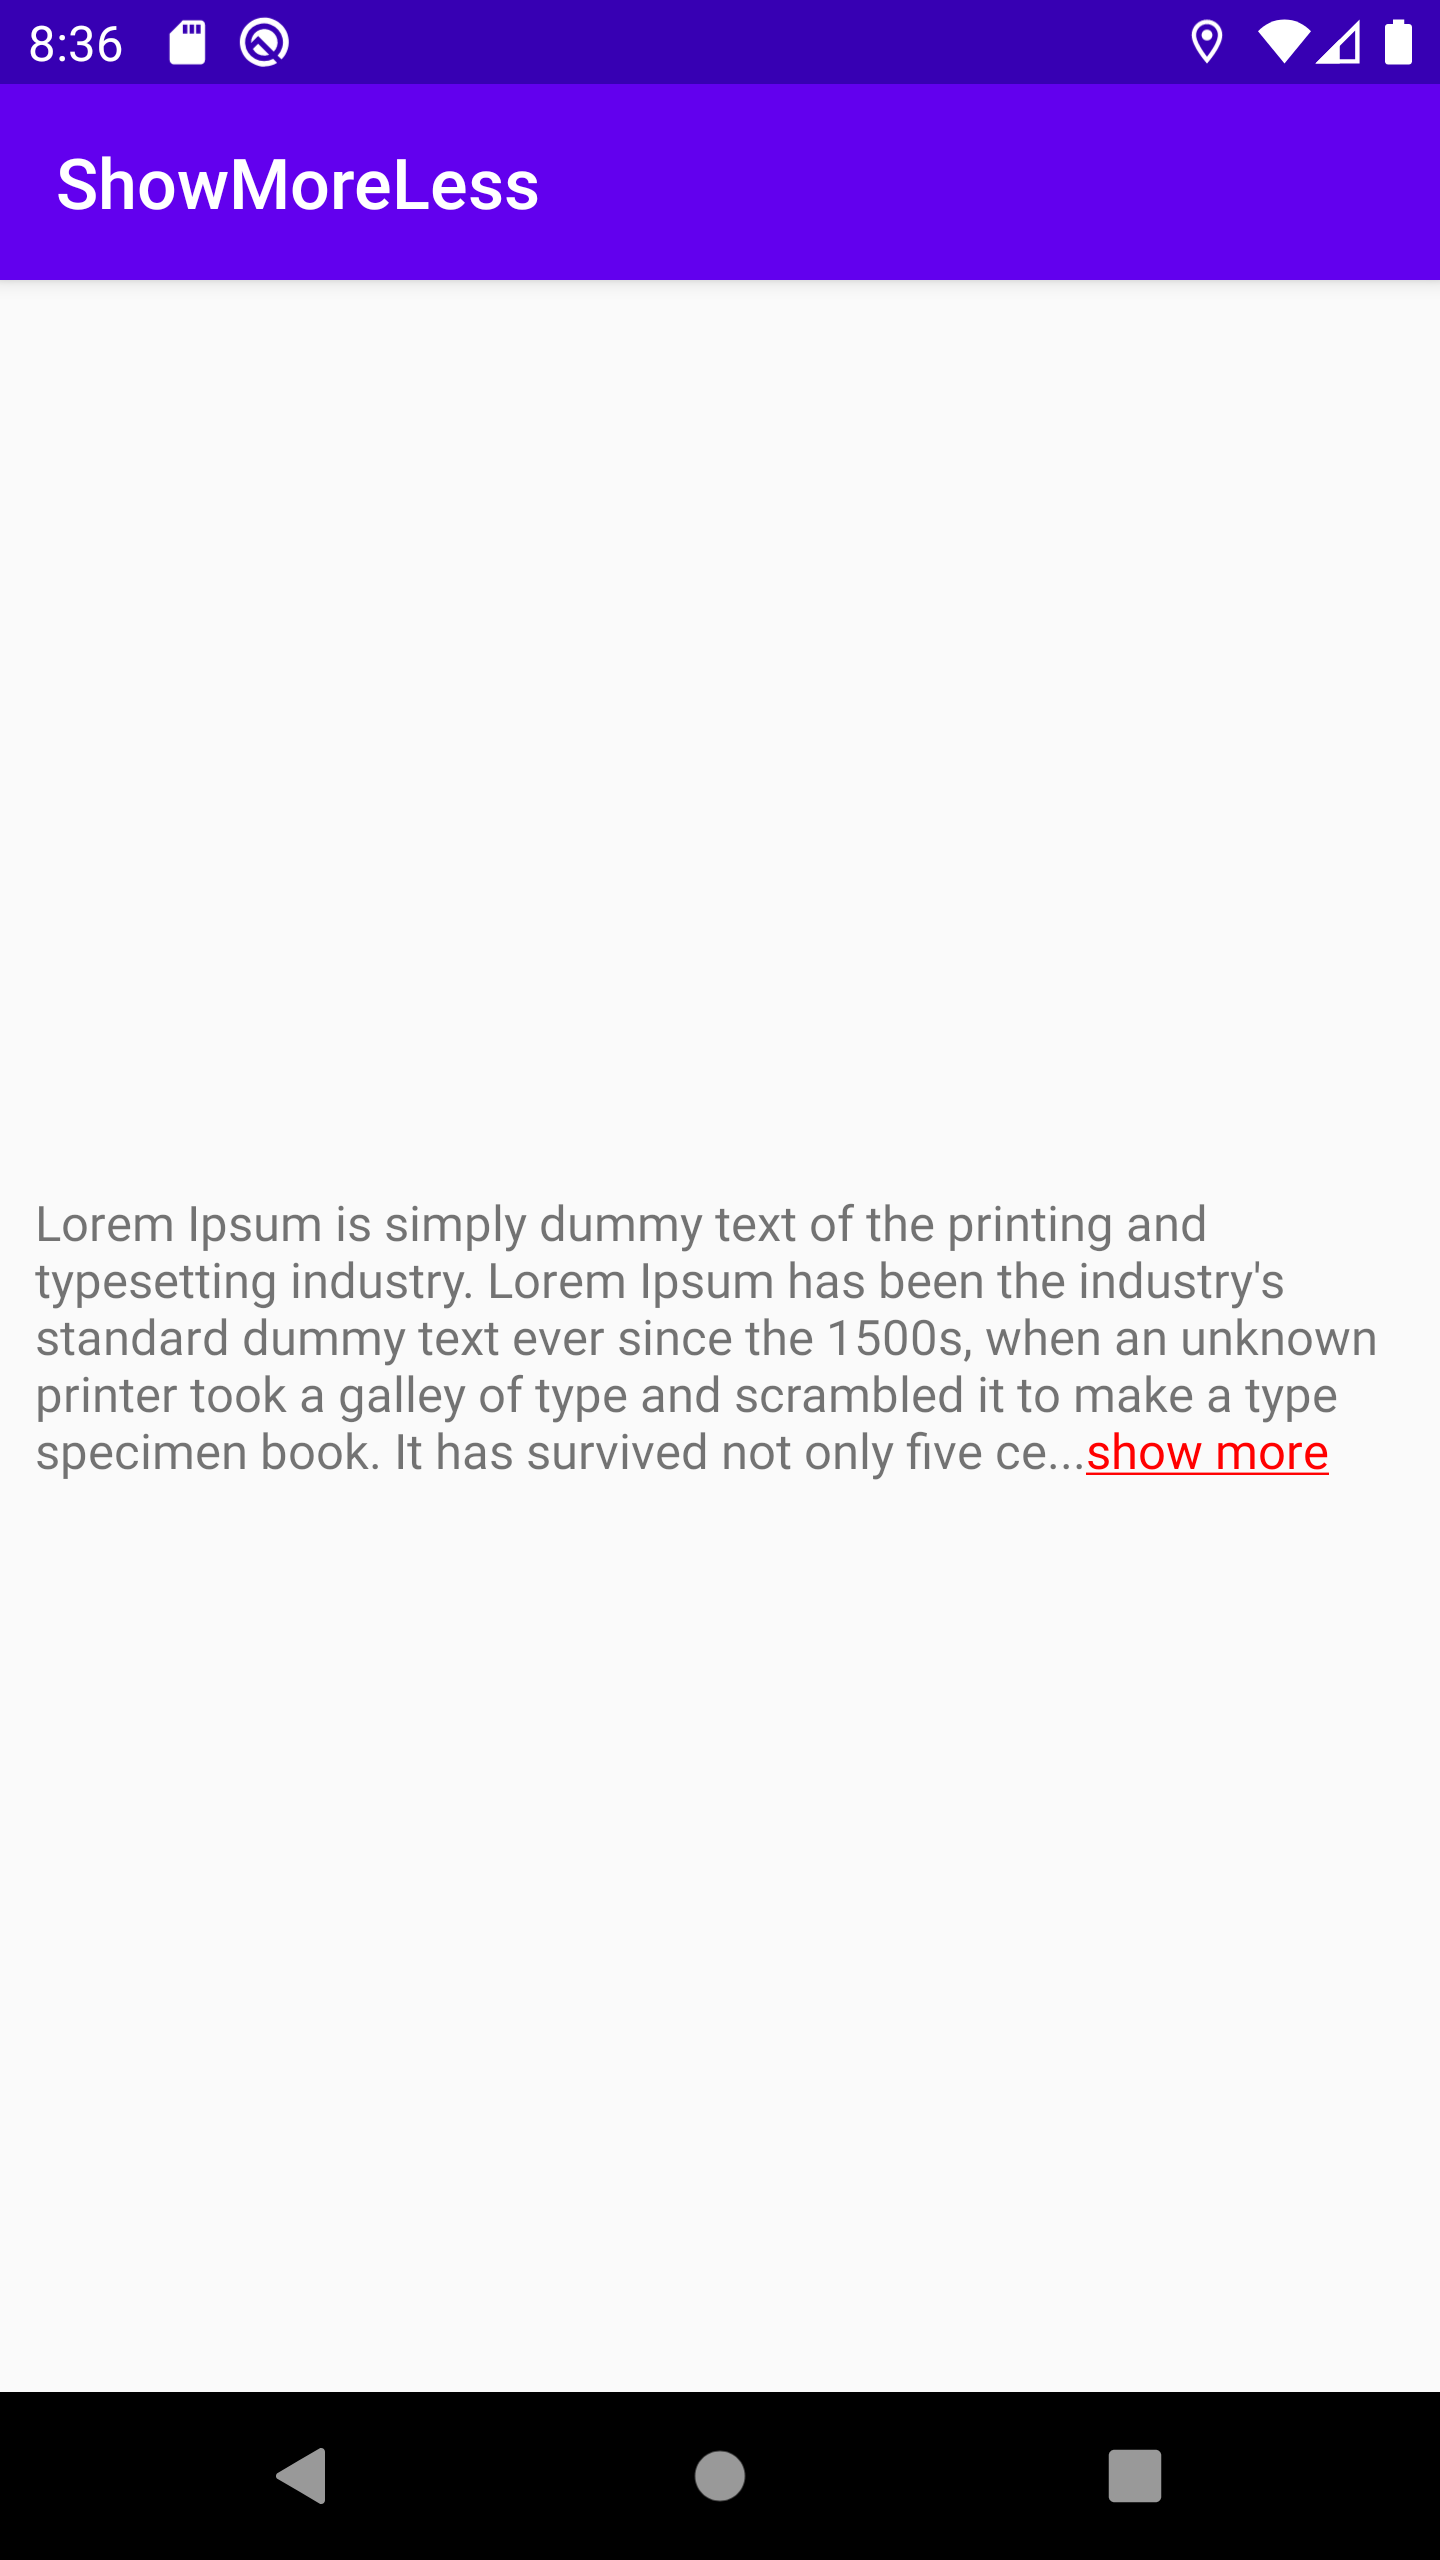 8:36
ShowMoreLess
Lorem Ipsum is simply dummy text of the printing and
typesetting industry. Lorem Ipsum has been the industry's
standard dummy text ever since the 1500s, when an unknown
printer took a galley of type and scrambled it to make a type
specimen book. It has survived not only five ce...show more